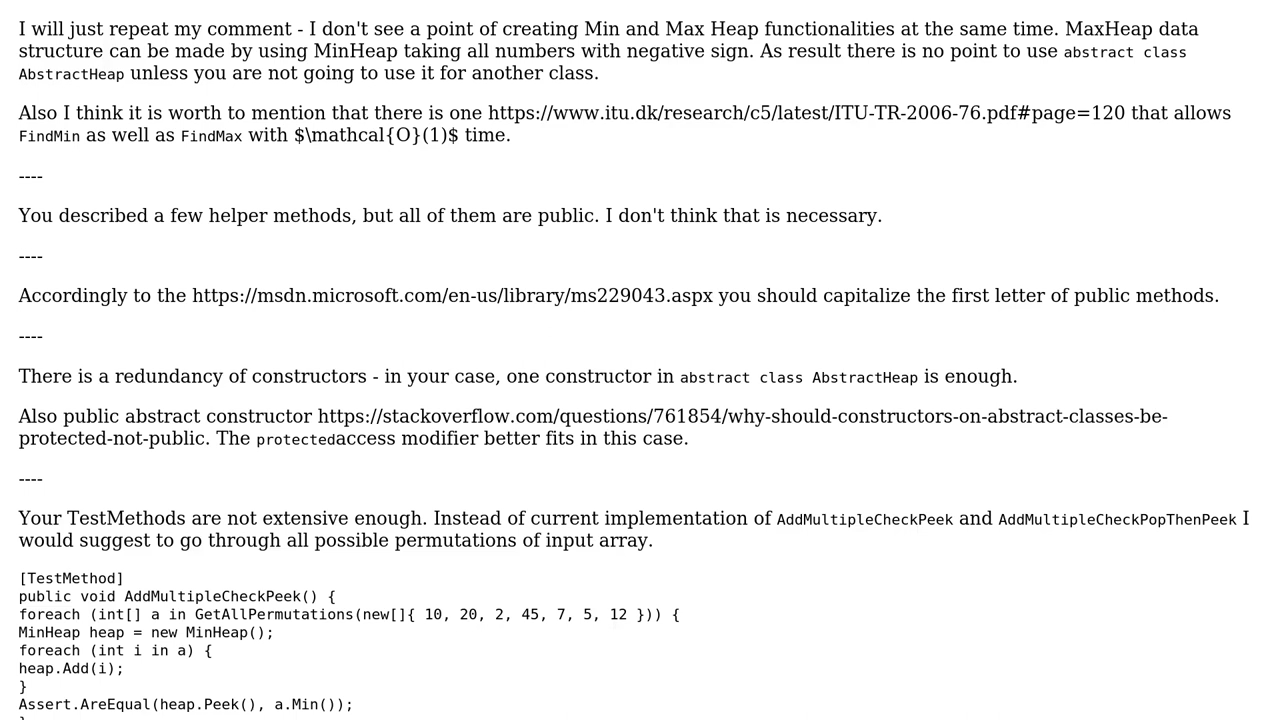 I will just repeat my comment - I don't see a point of creating Min and Max Heap functionalities at the same time. MaxHeap data
structure can be made by using MinHeap taking all numbers with negative sign. As result there is no point to use abstract class
AbstractHeap unless you are not going to use it for another class.
Also I think it is worth to mention that there is one https://www.itu.dk/research/c5/latest/ITU-TR-2006-76.pdf#page=120 that allows
FindMin as well as FindMax with $\mathcal{O}(1)$ time.
----
You described a few helper methods, but all of them are public. I don't think that is necessary.
----
Accordingly to the https://msdn.microsoft.com/en-us/library/ms229043.aspx you should capitalize the first letter of public methods.
----
There is a redundancy of constructors - in your case, one constructor in abstract class AbstractHeap is enough.
Also public abstract constructor https://stackoverflow.com/questions/761854/why-should-constructors-on-abstract-classes-be-
protected-not-public. The protectedaccess modifier better fits in this case.
----
Your TestMethods are not extensive enough. Instead of current implementation of AddMultipleCheckPeek and AddMultipleCheckPopThenPeek I
would suggest to go through all possible permutations of input array.
[TestMethod]
public void AddMultipleCheckPeek() {
foreach (int[] a in GetAllPermutations(new[]{ 10, 20, 2, 45, 7, 5, 12 })) {
MinHeap heap = new MinHeap();
foreach (int i in a) {
heap.Add(i);
}
Assert.AreEqual(heap.Peek(), a.Min());